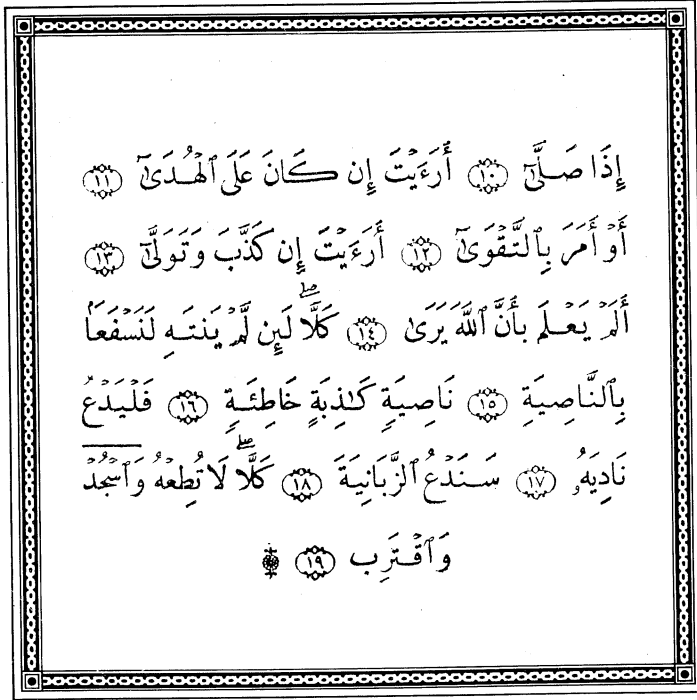 إِذَا صَلَّىٰٓ ١٠ أَرَءَيْتَ إِن كَانَ عَلَى ٱلْهُدَىٰٓ ١١
أَوْ أَمَرَ بِٱلتَّقْوَىٰٓ ١٢ أَرَءَيْتَ إِن كَذَّبَ وَتَوَلَّىٰٓ ١٣
أَلَمْ يَعْلَم بِأَنَّ ٱللَّهَ يَرَىٰ ١٤ كَلَّا ۖ لَئِن لَّمْ يَنتَهِ لَنَسْفَعَۢا
بِٱلنَّاصِيَةِ ١٥ نَاصِيَةٍ كَٰذِبَةٍ خَاطِئَةٍ ١٦ فَلْيَدْعُ
نَادِيَهُۥ ١٧ سَنَدْعُ ٱلزَّبَانِيَةَ ١٨ كَلَّا ۖ لَا تُطِعْهُ وَٱسْجُدْ
وَٱقْتَرِب ١٩ ۩